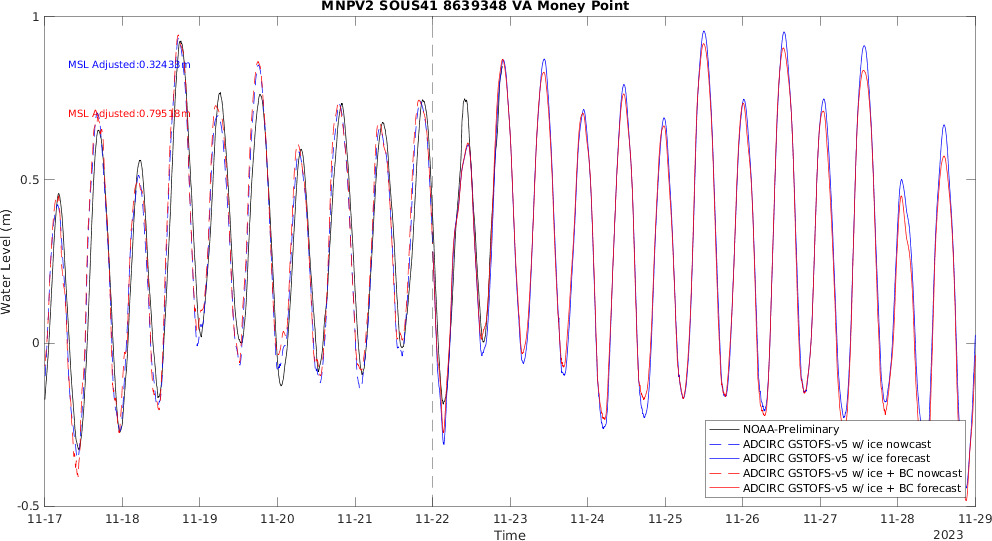 MNPV2 SOUS41 8639348 VA Money Point
1
MSL Adjusted:0.32433m
MSL Adjusted:0.79518m
0.5
Water Level (m)
0
NOAA-Preliminary
ADCIRC GSTOFS-v5 w/ ice nowcast
ADCIRC GSTOFS-v5 w/ ice forecast
ADCIRC GSTOFS-v5 w/ ice + BC nowcast
ADCIRC GSTOFS-v5 w/ ice + BC forecast
-0.5
11-17 11-18 11-19 11-20 11-21 11-22 11-23 11-24 11-25 11-26 11-27 11-28 11-29
Time
2023